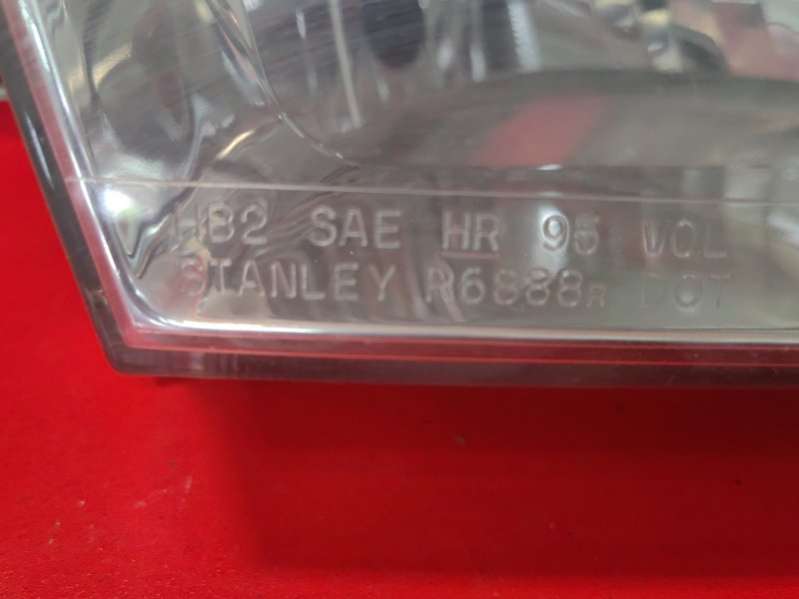 HB2 SAE HR 95 VOL
STANLEY R6888R DOT